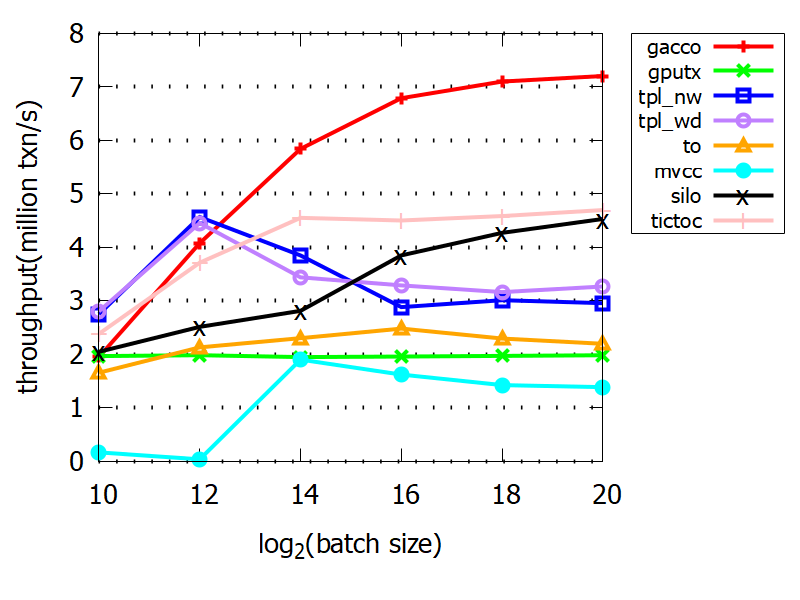 throughput(million txn/s)
8
7
6
5
4
3
2
1
0
10 12 14 16 18 20
log2(batch size)
gacco
gputx
tpl_nw
tpl_wd
to
mvcc
silo
tictoc